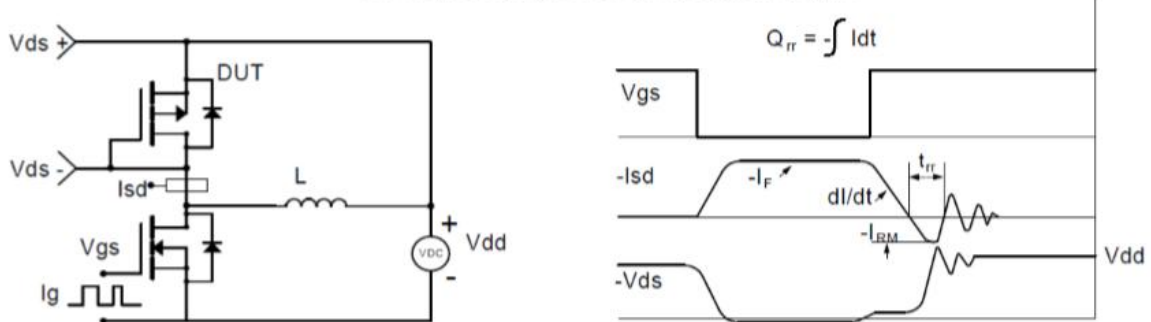 Vds +
DUT
Vds -
Isd
L
Vgs
Ig
+
VDC
-
Vdd
Qrr = -∫ Idt
Vgs
trr
-Isd
-IF
dI/dt
-IRM
Vdd
-Vds